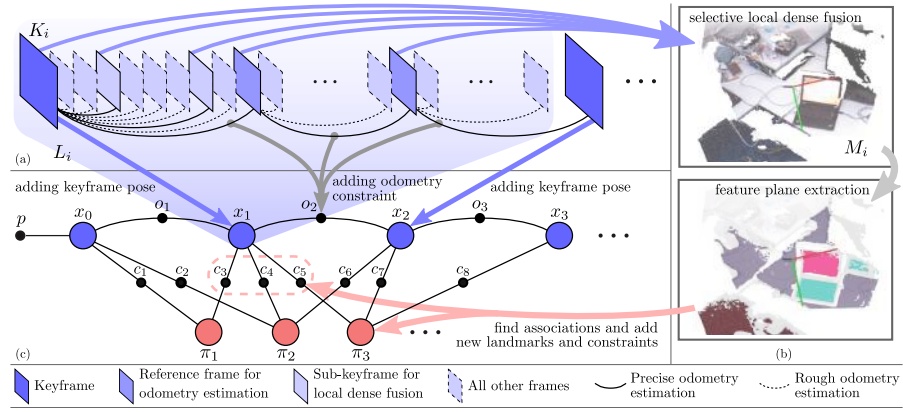 K_i
L_i
(a)
selective local dense fusion
M_i
feature plane extraction
(b)
adding keyframe pose
adding odometry
constraint
adding keyframe pose
p
x_0
o_1
x_1
o_2
x_2
o_3
x_3
c_1
c_2
c_3
c_4
c_5
c_6
c_7
c_8
π_1
π_2
π_3
find associations and add
new landmarks and constraints
(c)
Keyframe
Reference frame for
odometry estimation
Sub-keyframe for
local dense fusion
All other frames
Precise odometry
estimation
Rough odometry
estimation